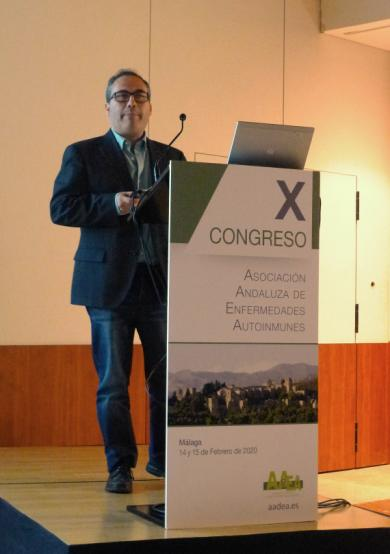 X
CONGRESO
ASOCIACIÓN
ANDALUZA DE
ENFERMEDADES
AUTOINMUNES
Málaga
14 y 15 de Febrero de 2020
AADEA
aadea.es